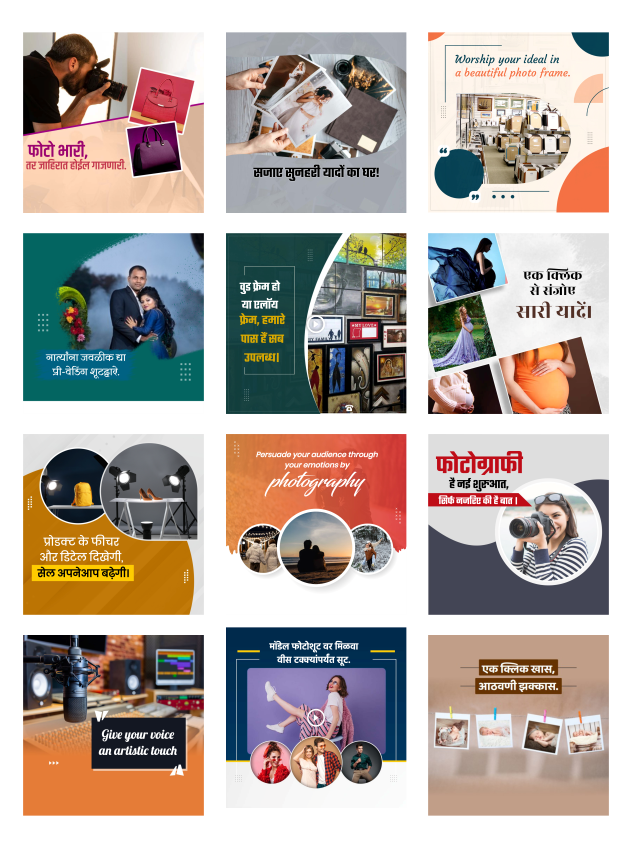 फोटो भारी,
तर जाहिरात होईल गाजणारी.
सजाए सुनहरी यादों का घर!
Worship your ideal in
a beautiful photo frame.
नात्यांना जवळीक द्या
प्री-वेडिंग शूटद्वारे.
वुड फ्रेम हो
या एलॉय
फ्रेम, हमारे
पास हैं सब
उपलब्ध।
एक क्लिक
से संजोए
सारी यादें।
प्रोडक्ट के फीचर
और डिटेल दिखेगी,
सेल अपनेआप बढ़ेगी।
Persuade your audience through
your emotions by
photography
फोटोग्राफी
है नई शुरुआत,
सिर्फ नजरिए की है बात ।
Give your voice
an artistic touch
मॉडेल फोटोशूट वर मिळवा
वीस टक्क्यांपर्यंत सूट.
एक क्लिक खास,
आठवणी झक्कास.